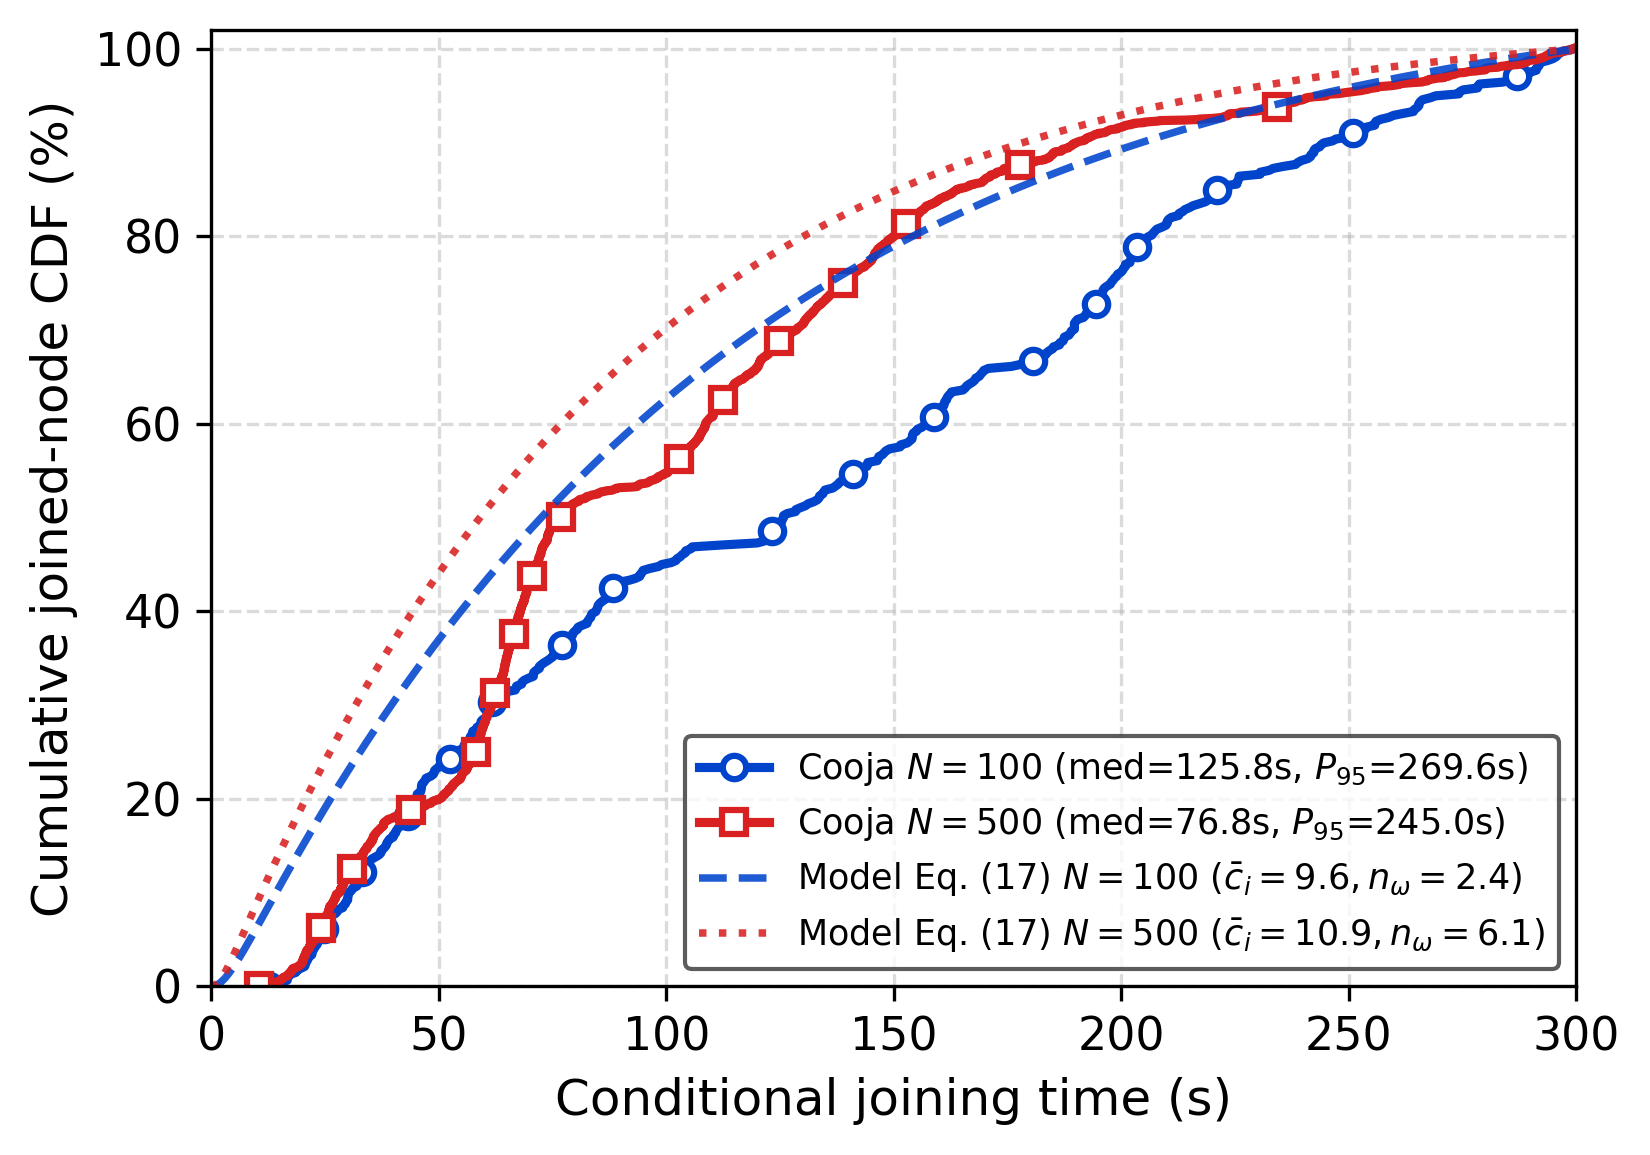 100
80
60
40
20
0
Cumulative joined-node CDF (%)
Cooja N = 100 (med=125.8s, P₉₅=269.6s)
Cooja N = 500 (med=76.8s, P₉₅=245.0s)
Model Eq. (17) N = 100 (c̄ᵢ = 9.6, n_ω = 2.4)
Model Eq. (17) N = 500 (c̄ᵢ = 10.9, n_ω = 6.1)
0 50 100 150 200 250 300
Conditional joining time (s)